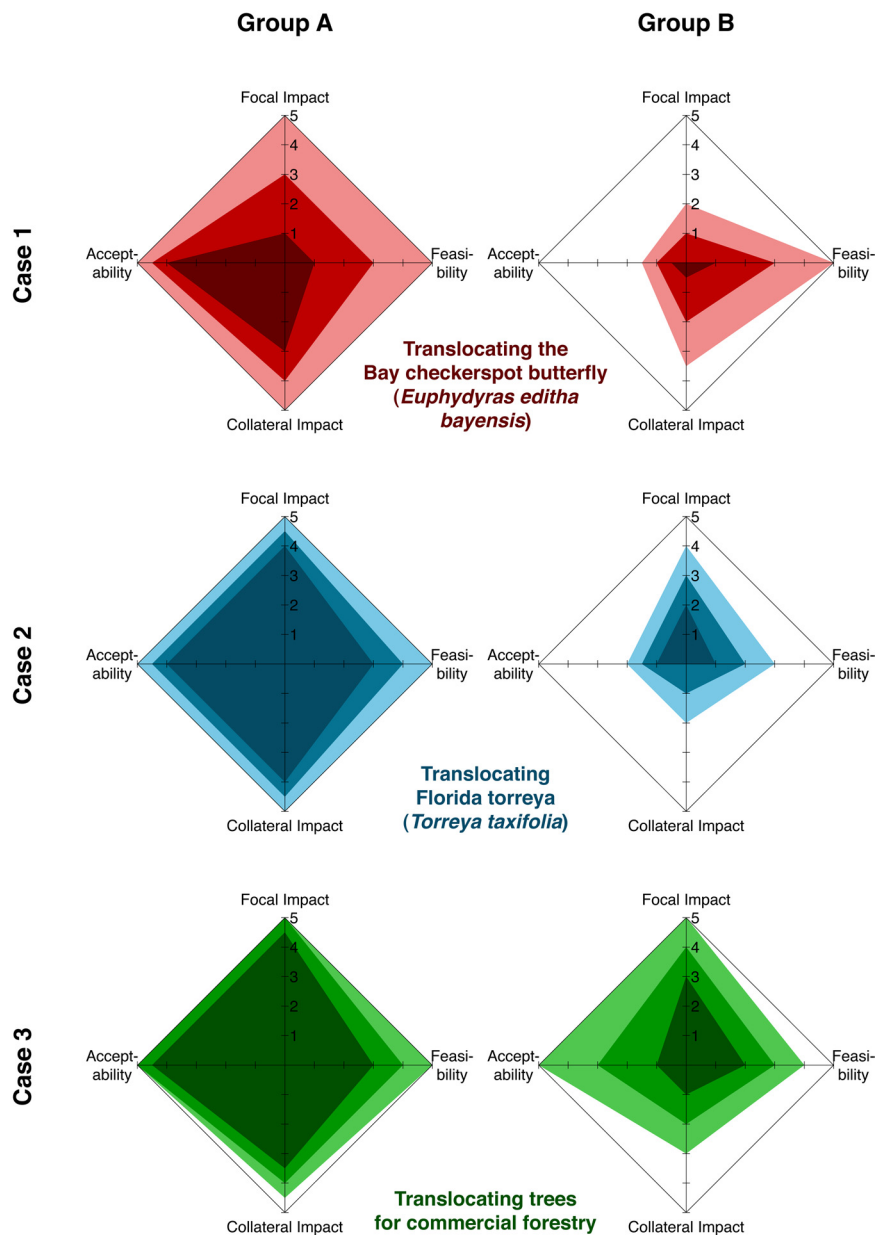 Group A
Group B
Case 1
Focal Impact
5
4
3
2
1
Accept-
ability
Feasi-
bility
Collateral Impact
Focal Impact
5
4
3
2
1
Accept-
ability
Feasi-
bility
Collateral Impact
Translocating the
Bay checkerspot butterfly
(Euphydyras editha
bayensis)
Case 2
Focal Impact
5
4
3
2
1
Accept-
ability
Feasi-
bility
Collateral Impact
Focal Impact
5
4
3
2
1
Accept-
ability
Feasi-
bility
Collateral Impact
Translocating
Florida torreya
(Torreya taxifolia)
Case 3
Focal Impact
5
4
3
2
1
Accept-
ability
Feasi-
bility
Collateral Impact
Focal Impact
5
4
3
2
1
Accept-
ability
Feasi-
bility
Collateral Impact
Translocating trees
for commercial forestry